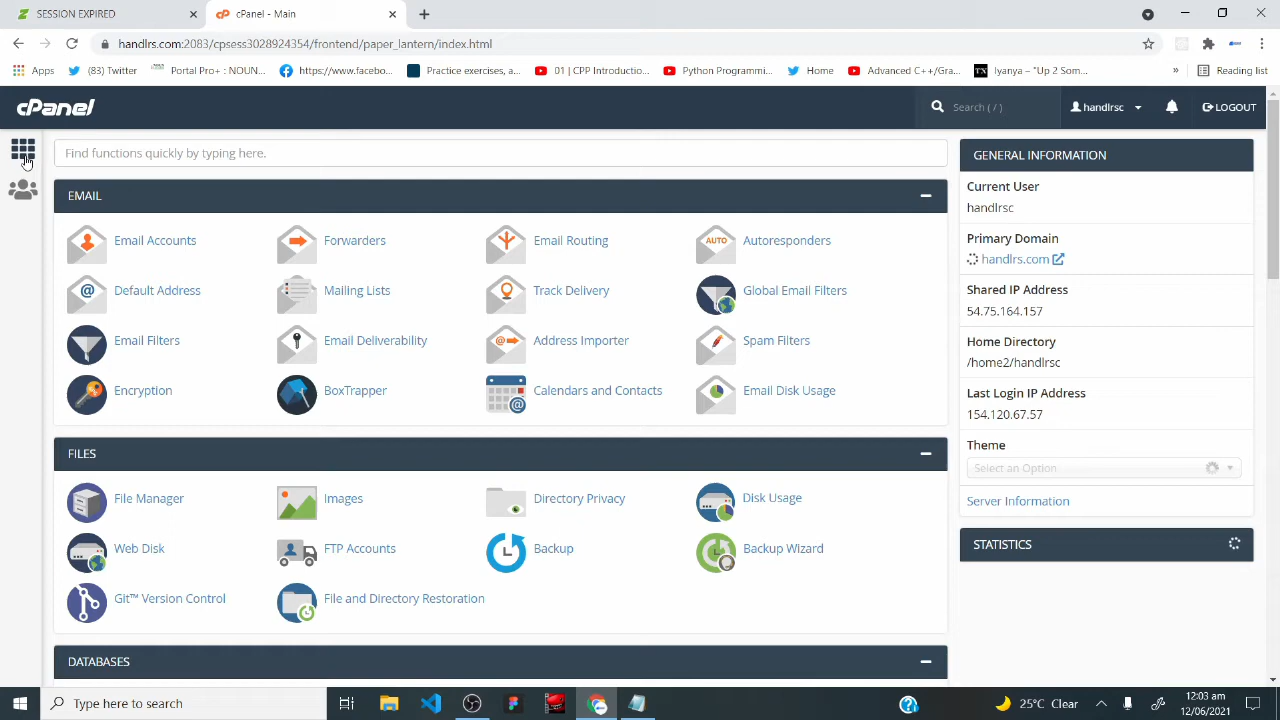 SESSION EXPIRED
cPanel - Main
handlrs.com:2083/cpsess3028924354/frontend/paper_lantern/index.html
Apps
(83) Twitter
Portal Pro+ : NOUN...
https://www.facebo...
Practice exercises, a...
01 | CPP Introductio...
Python Programmi...
Home
Advanced C++/Gra...
TX
Iyanya – "Up 2 Som...
»
Reading list
cPanel
Search ( / )
handlrsc
LOGOUT
Find functions quickly by typing here.
EMAIL
Email Accounts
Forwarders
Email Routing
AUTO
Autoresponders
Default Address
Mailing Lists
Track Delivery
Global Email Filters
Email Filters
Email Deliverability
Address Importer
Spam Filters
Encryption
BoxTrapper
Calendars and Contacts
Email Disk Usage
FILES
File Manager
Images
Directory Privacy
Disk Usage
Web Disk
FTP Accounts
Backup
Backup Wizard
Git™ Version Control
File and Directory Restoration
DATABASES
GENERAL INFORMATION
Current User
handlrsc
Primary Domain
handlrs.com
Shared IP Address
54.75.164.157
Home Directory
/home2/handlrsc
Last Login IP Address
154.120.67.57
Theme
Select an Option
Server Information
STATISTICS
Type here to search
25°C Clear
12:03 am
12/06/2021